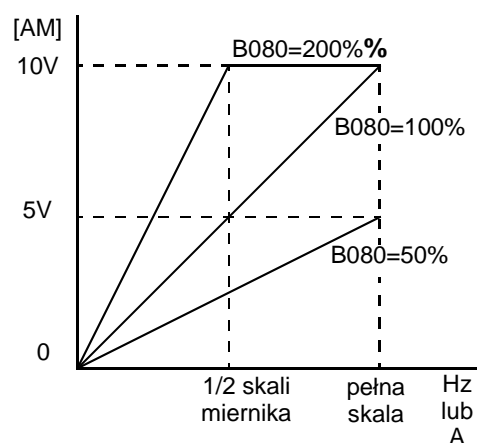 [AM]
B080=200%%
10V
B080=100%
5V
B080=50%
0
1/2 skali
miernika
pełna
skala
Hz
lub
A